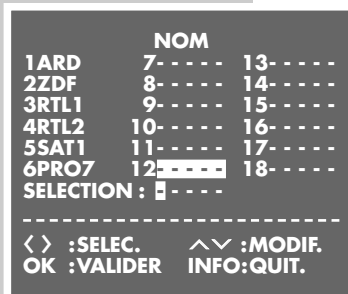 NOM
1ARD 7- - - - - 13- - - - -
2ZDF 8- - - - - 14- - - - -
3RTL1 9- - - - - 15- - - - -
4RTL2 10- - - - - 16- - - - -
5SAT1 11- - - - - 17- - - - -
6PRO7 12- - - - - 18- - - - -
SELECTION : - - - - -
< > :SELEC. ︿﹀ :MODIF.
OK :VALIDER INFO:QUIT.